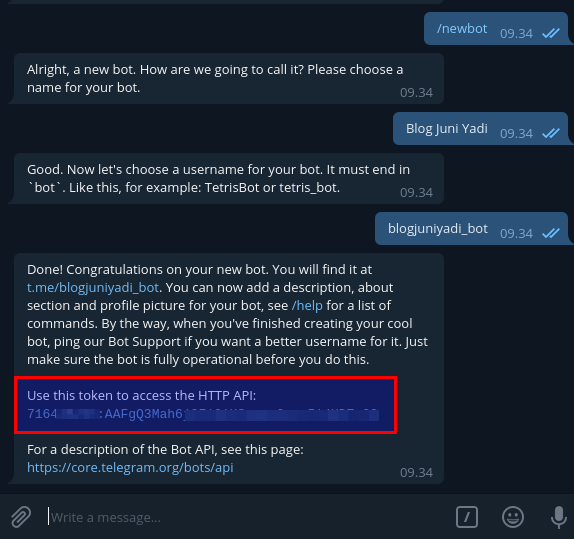 /newbot
09.34
Alright, a new bot. How are we going to call it? Please choose a
name for your bot.
09.34
Blog Juni Yadi
09.34
Good. Now let's choose a username for your bot. It must end in
`bot`. Like this, for example: TetrisBot or tetris_bot.
09.34
blogjuniyadi_bot
09.34
Done! Congratulations on your new bot. You will find it at
t.me/blogjuniyadi_bot. You can now add a description, about
section and profile picture for your bot, see /help for a list of
commands. By the way, when you've finished creating your cool
bot, ping our Bot Support if you want a better username for it. Just
make sure the bot is fully operational before you do this.
Use this token to access the HTTP API:
7164 :AAFgQ3Mah6
For a description of the Bot API, see this page:
https://core.telegram.org/bots/api
09.34
Write a message...